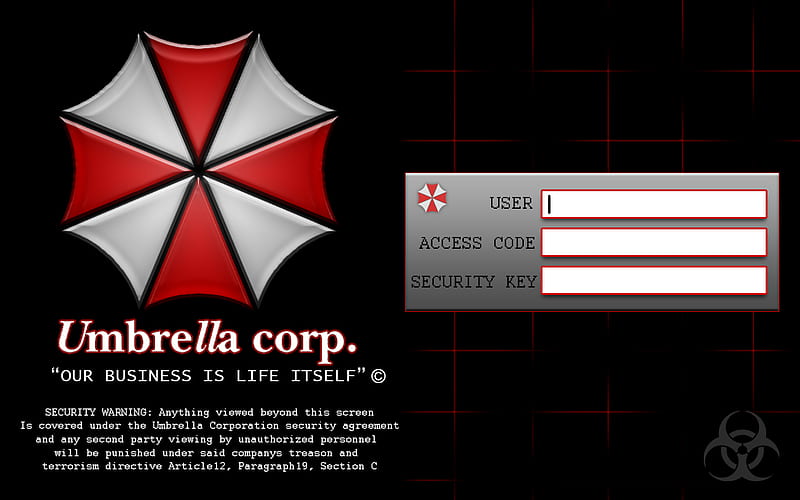 Umbrella corp.
“OUR BUSINESS IS LIFE ITSELF”©
SECURITY WARNING: Anything viewed beyond this screen
Is covered under the Umbrella Corporation security agreement
and any second party viewing by unauthorized personnel
will be punished under said companys treason and
terrorism directive Article12, Paragraph19, Section C
USER
ACCESS CODE
SECURITY KEY